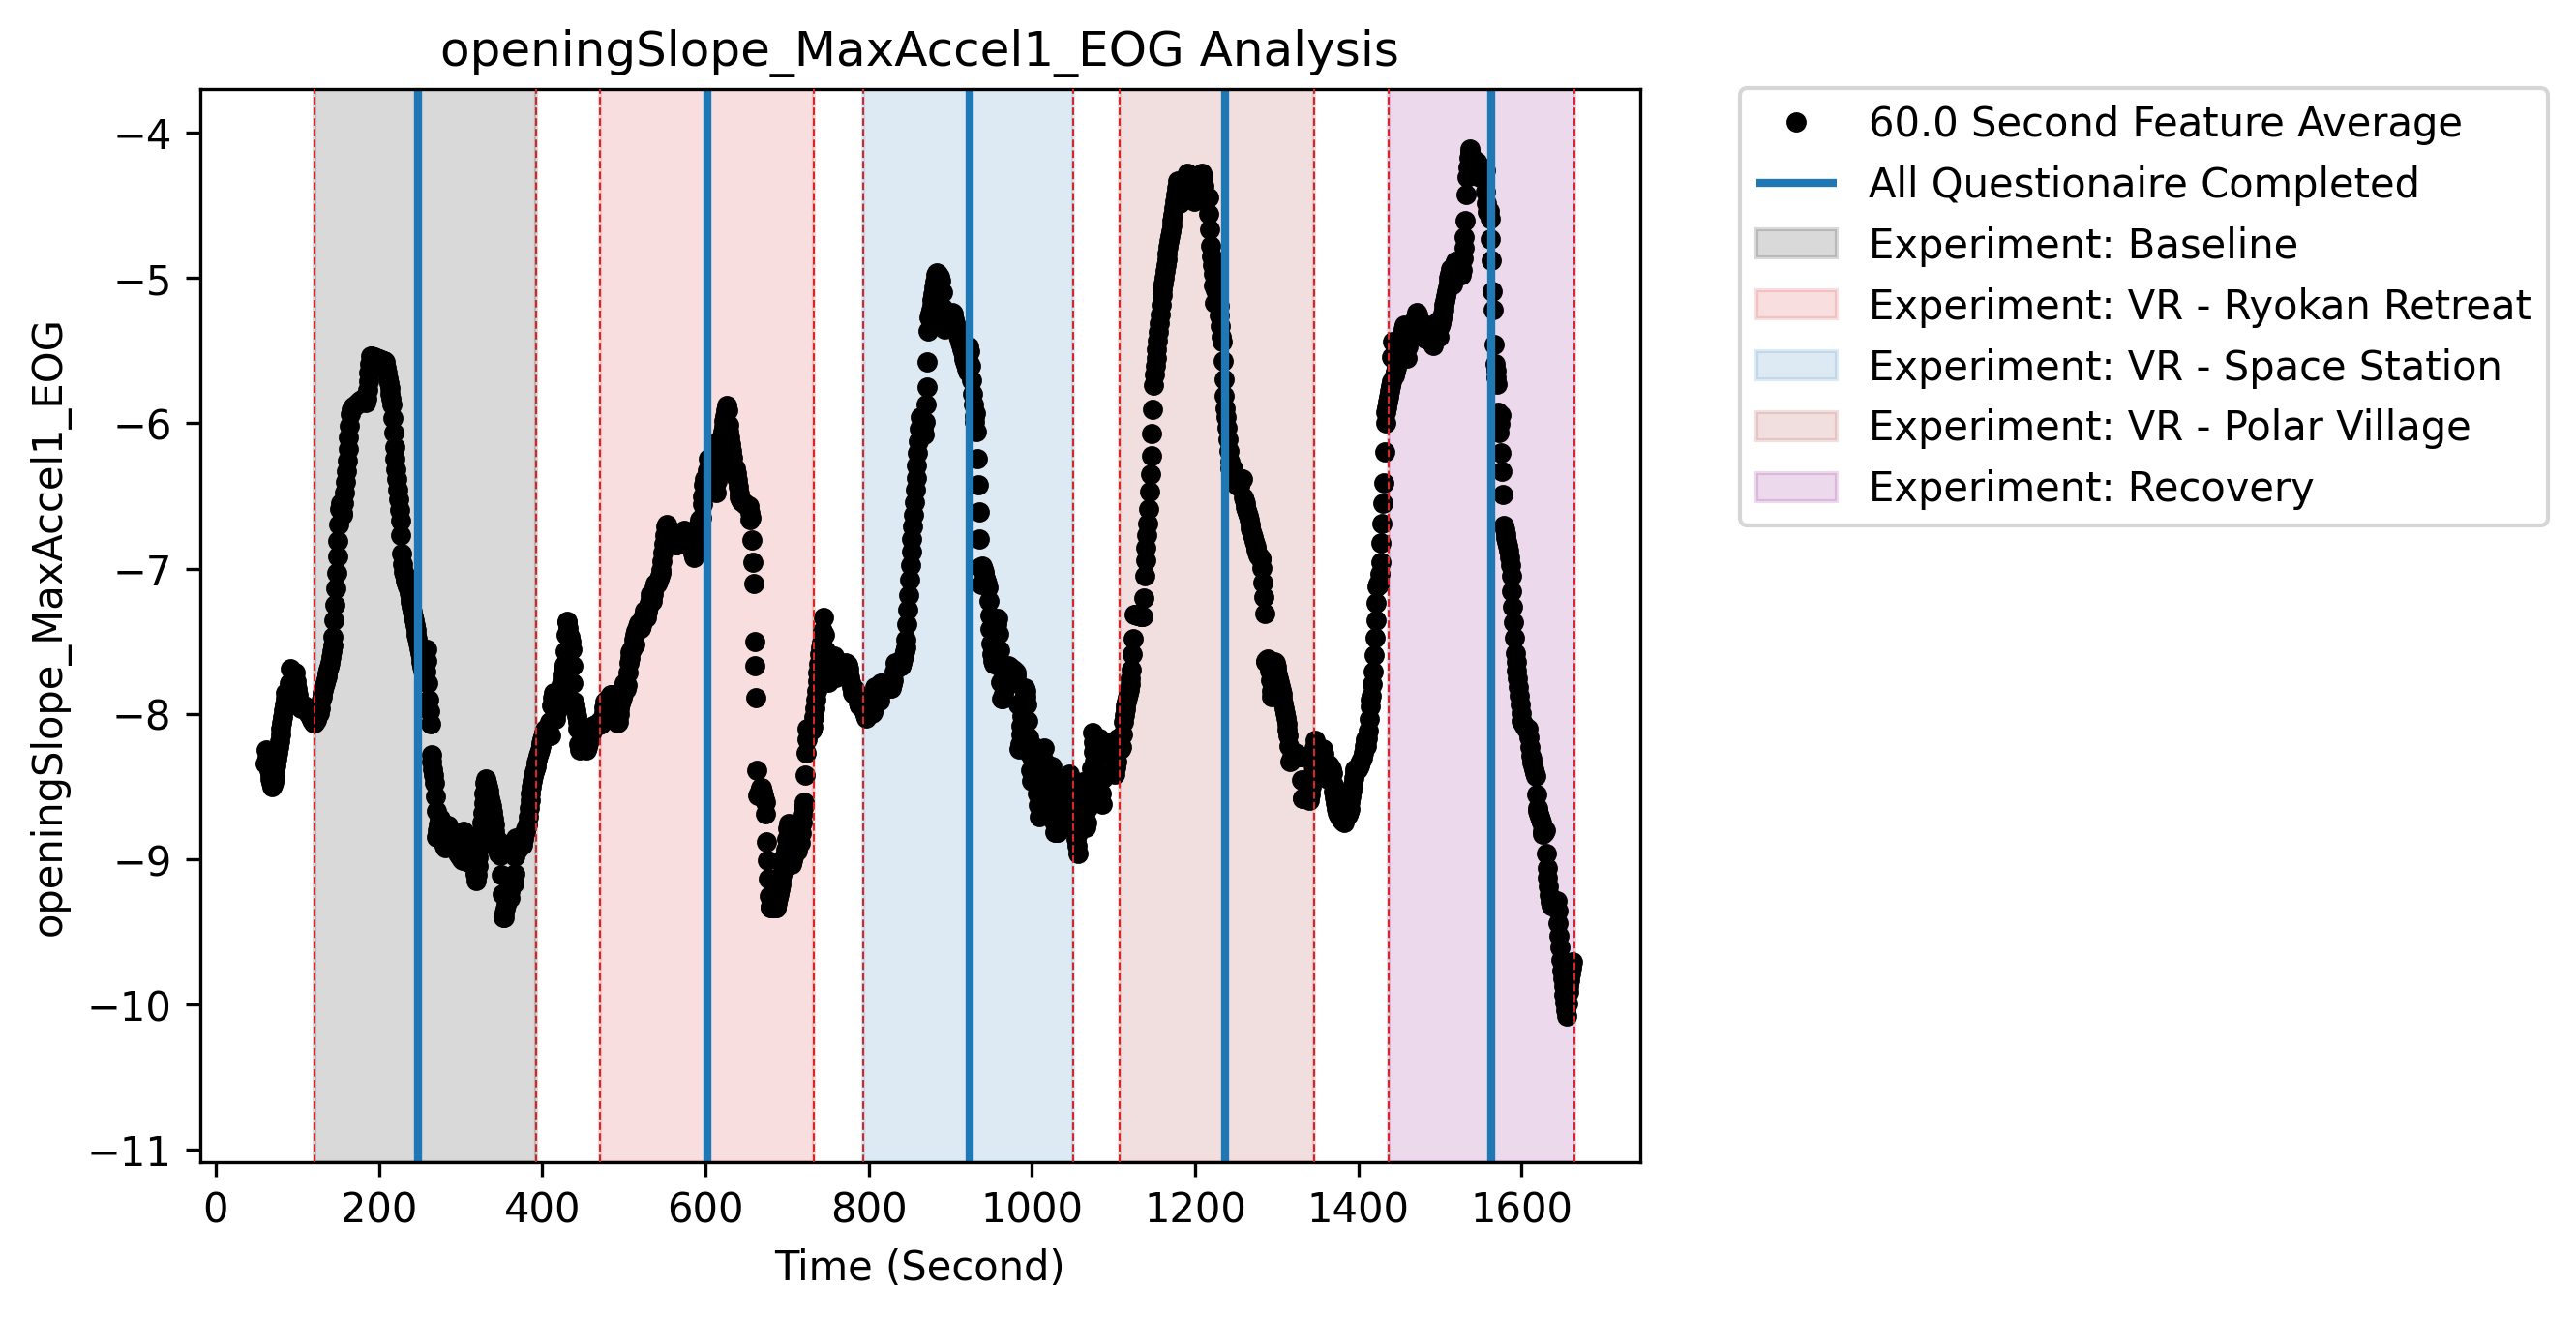 openingSlope_MaxAccel1_EOG Analysis
openingSlope_MaxAccel1_EOG
−4
−5
−6
−7
−8
−9
−10
−11
0 200 400 600 800 1000 1200 1400 1600
Time (Second)
60.0 Second Feature Average
All Questionaire Completed
Experiment: Baseline
Experiment: VR - Ryokan Retreat
Experiment: VR - Space Station
Experiment: VR - Polar Village
Experiment: Recovery